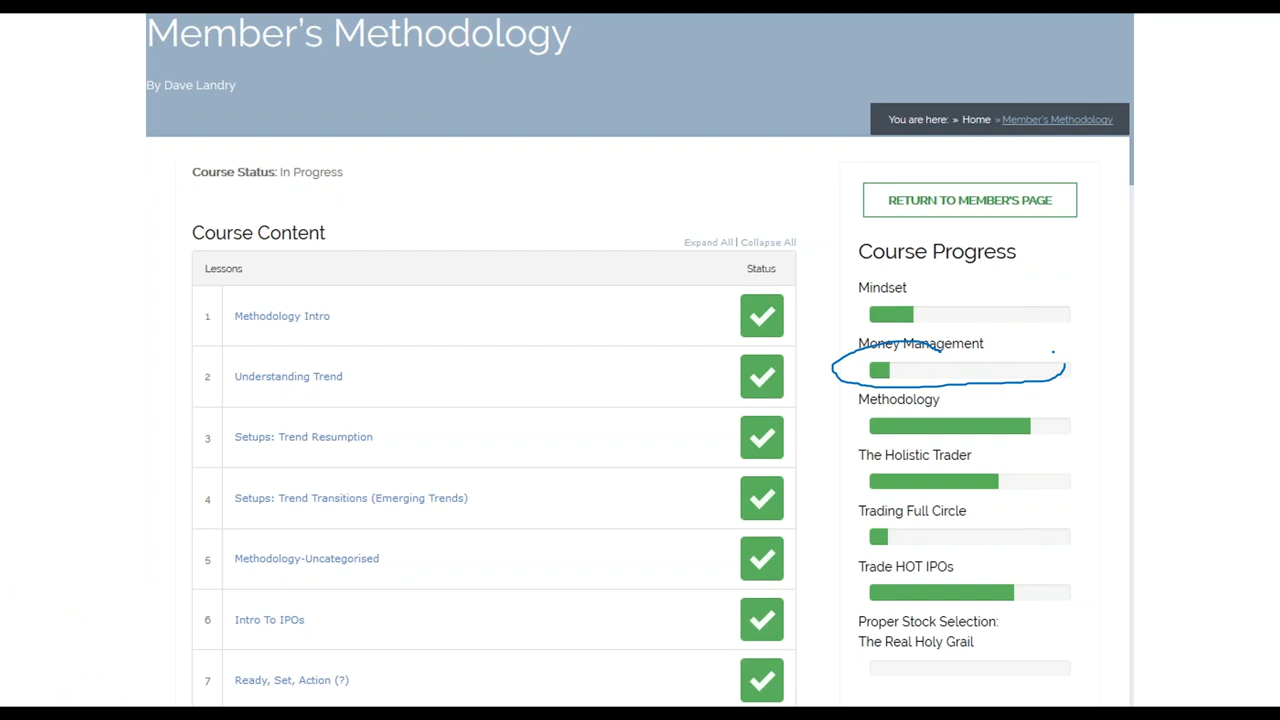 Member's Methodology
By Dave Landry
You are here: » Home » Member's Methodology
Course Status: In Progress
Course Content
Expand All | Collapse All
Lessons Status
1 Methodology Intro
2 Understanding Trend
3 Setups: Trend Resumption
4 Setups: Trend Transitions (Emerging Trends)
5 Methodology-Uncategorised
6 Intro To IPOs
7 Ready, Set, Action (?)
RETURN TO MEMBER'S PAGE
Course Progress
Mindset
Money Management
Methodology
The Holistic Trader
Trading Full Circle
Trade HOT IPOs
Proper Stock Selection:
The Real Holy Grail